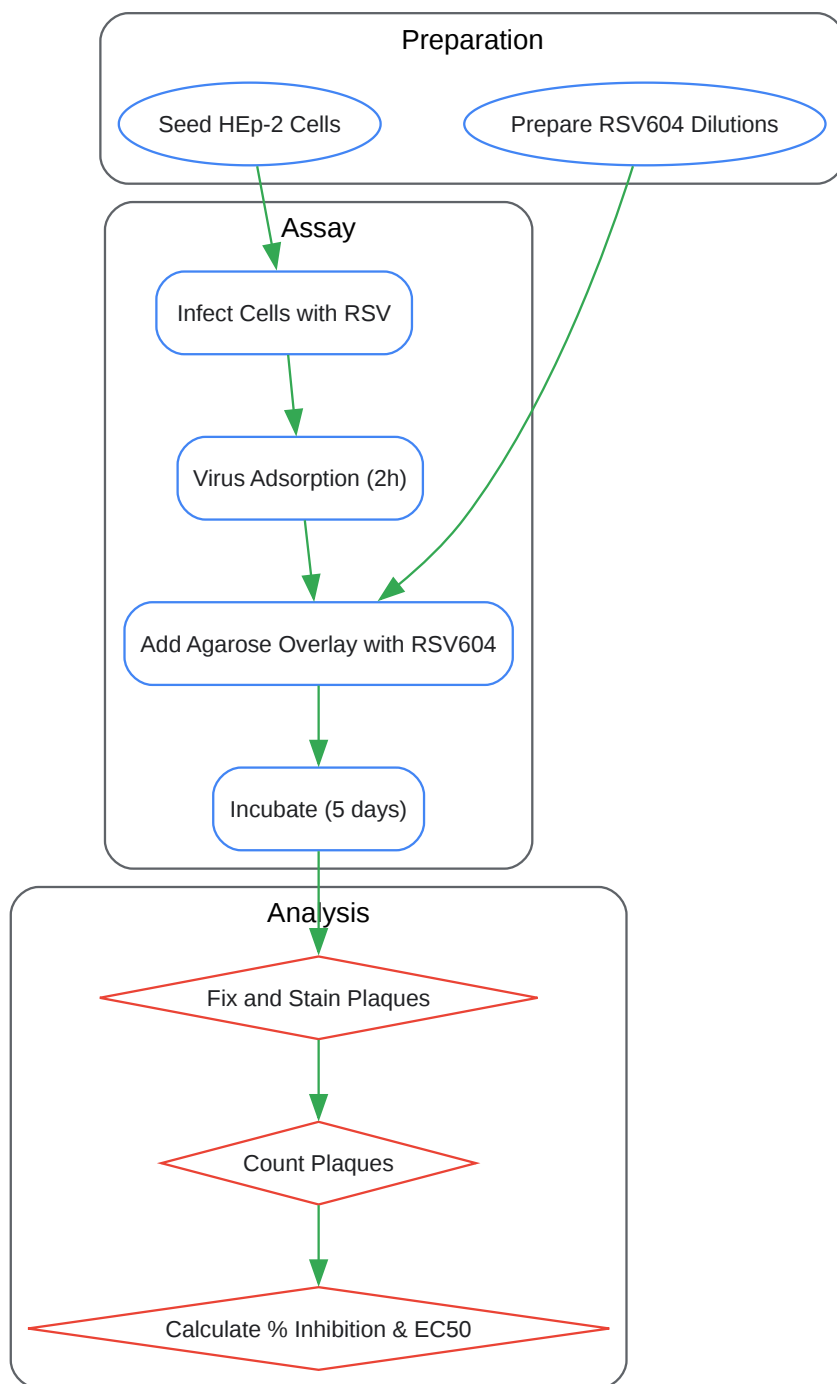 Preparation
Seed HEp-2 Cells
Prepare RSV604 Dilutions
Assay
Infect Cells with RSV
Virus Adsorption (2h)
Add Agarose Overlay with RSV604
Incubate (5 days)
Analysis
Fix and Stain Plaques
Count Plaques
Calculate % Inhibition & EC50